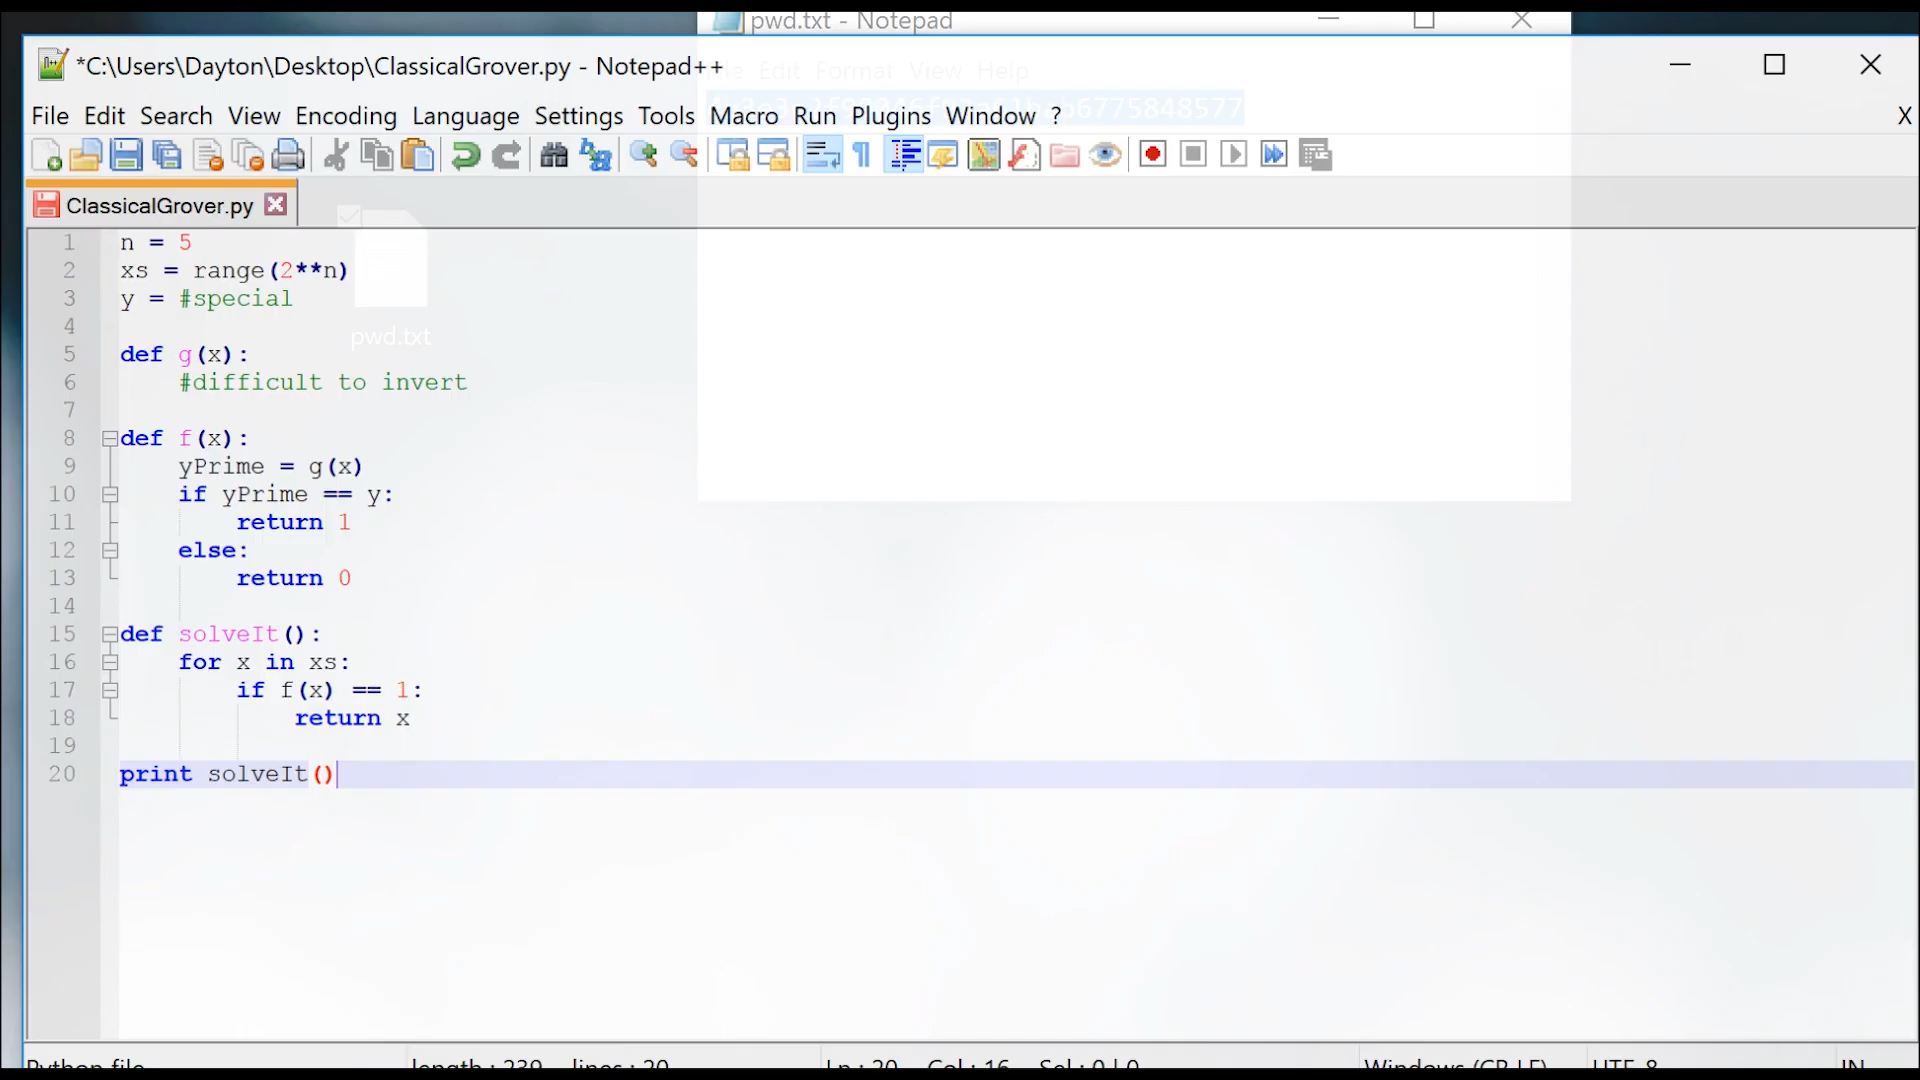 pwd.txt - Notepad
*C:\Users\Dayton\Desktop\ClassicalGrover.py - Notepad++
Edit Format View Help
File Edit Search View Encoding Language Settings Tools Macro Run Plugins Window ? X
ClassicalGrover.py
pwd.txt
1 n = 5
2 xs = range(2**n)
3 y = #special
4
5 def g(x):
6 #difficult to invert
7
8 def f(x):
9 yPrime = g(x)
10 if yPrime == y:
11 return 1
12 else:
13 return 0
14
15 def solveIt():
16 for x in xs:
17 if f(x) == 1:
18 return x
19
20 print solveIt()
Python file length : 239 lines : 20 Ln : 20 Col : 16 Sel : 0 | 0 Windows (CR LF) UTF-8 IN